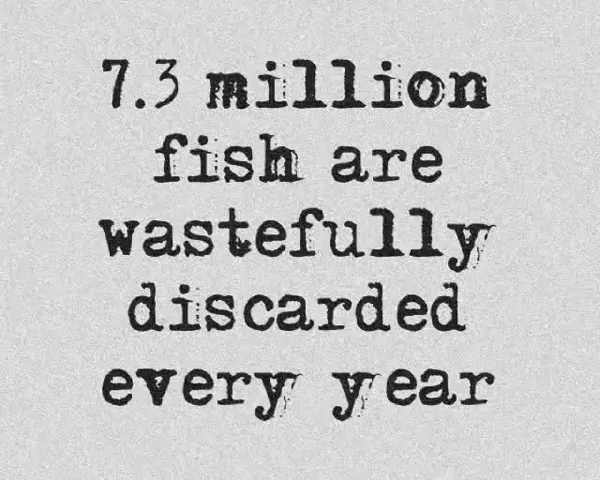 7.3 million
fish are
wastefully
discarded
every year